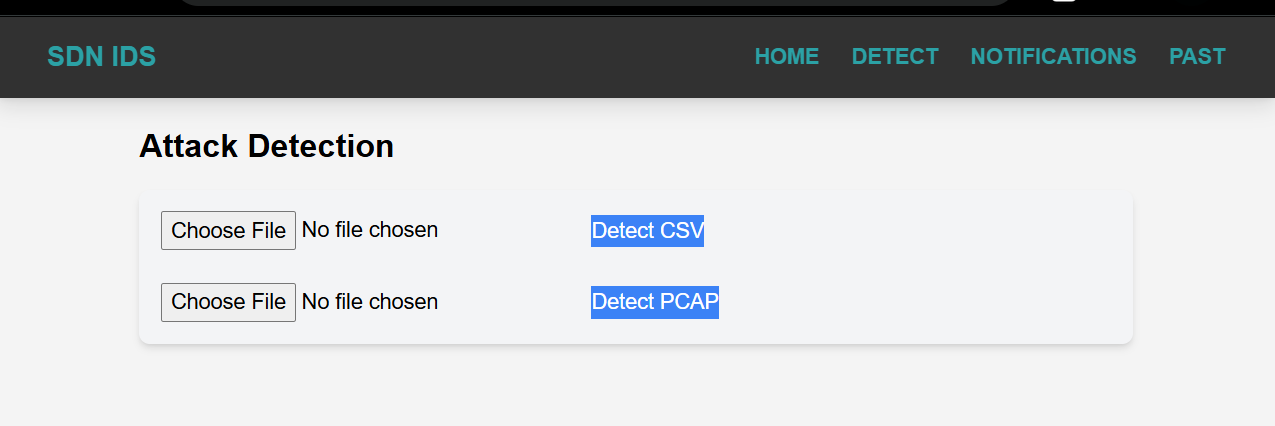 SDN IDS HOME DETECT NOTIFICATIONS PAST
Attack Detection
Choose File No file chosen Detect CSV
Choose File No file chosen Detect PCAP